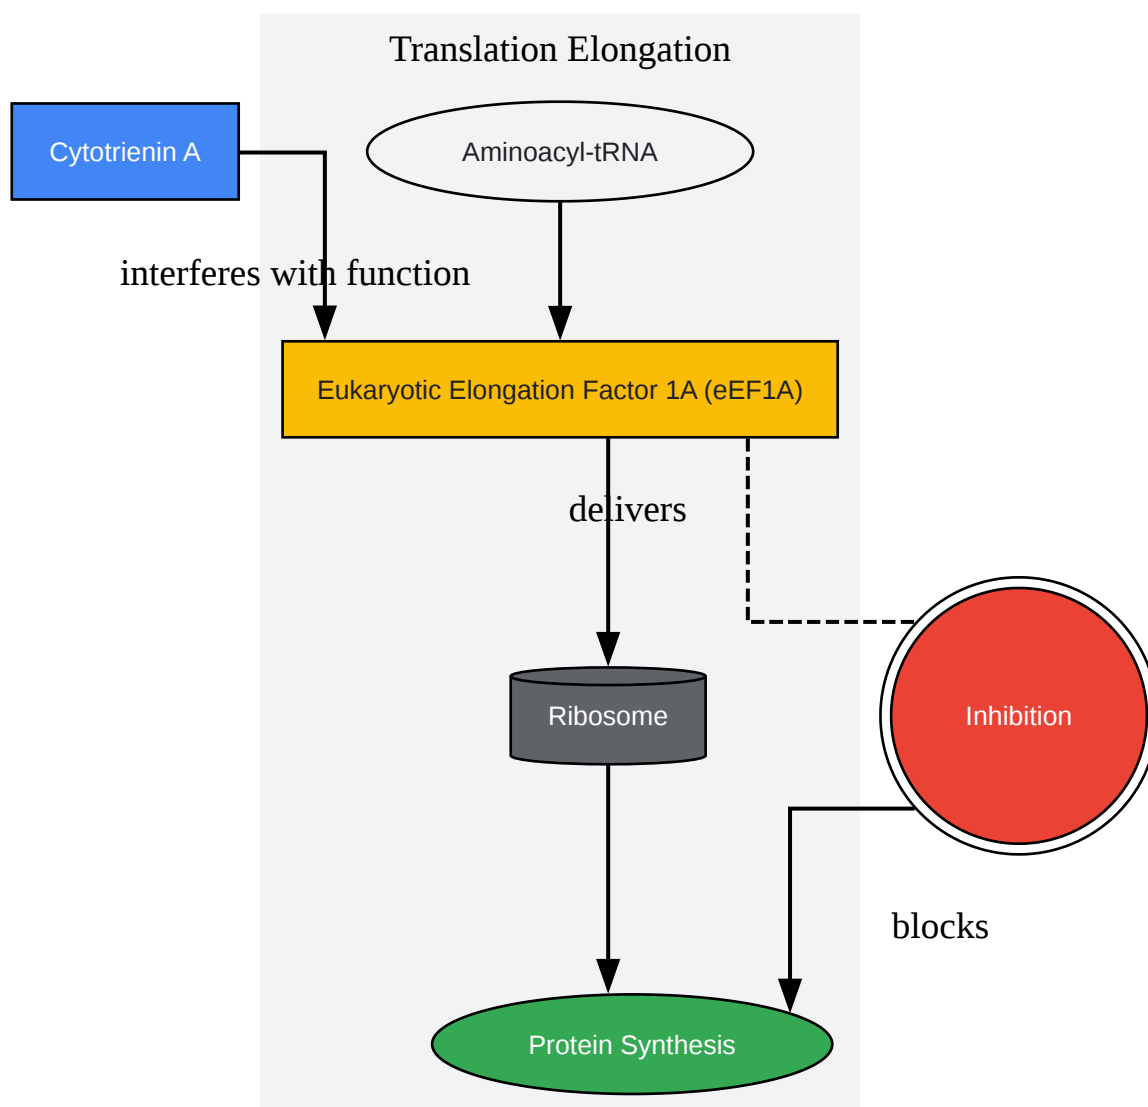 Translation Elongation
Cytotrienin A
Aminoacyl-tRNA
interferes with function
Eukaryotic Elongation Factor 1A (eEF1A)
delivers
Ribosome
Inhibition
blocks
Protein Synthesis